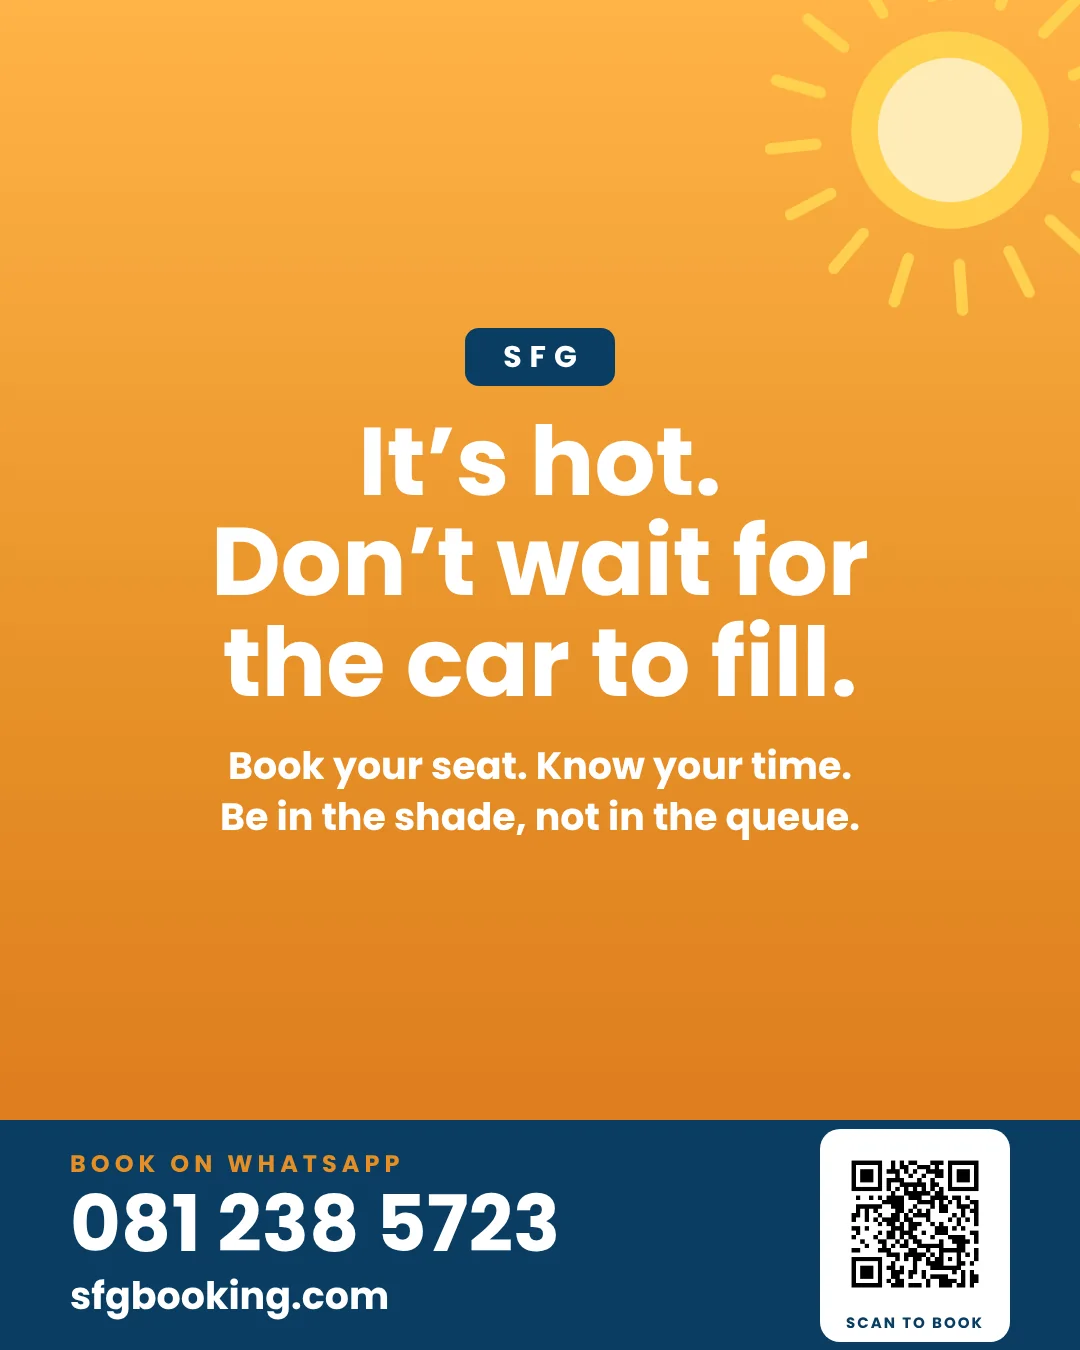 SFG
It’s hot.
Don’t wait for
the car to fill.
Book your seat. Know your time.
Be in the shade, not in the queue.
BOOK ON WHATSAPP
081 238 5723
sfgbooking.com
SCAN TO BOOK